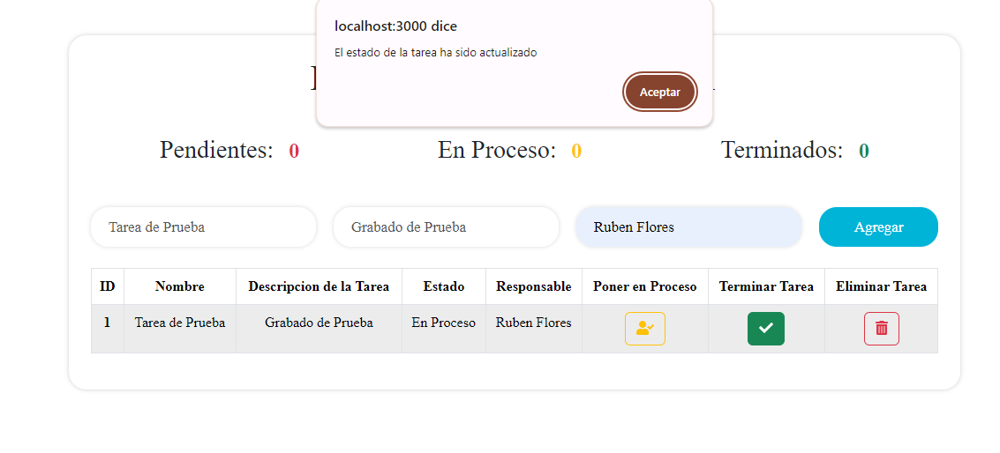 localhost:3000 dice
El estado de la tarea ha sido actualizado
Aceptar
Pendientes: 0 En Proceso: 0 Terminados: 0
Tarea de Prueba Grabado de Prueba Ruben Flores Agregar
ID Nombre Descripcion de la Tarea Estado Responsable Poner en Proceso Terminar Tarea Eliminar Tarea
1 Tarea de Prueba Grabado de Prueba En Proceso Ruben Flores